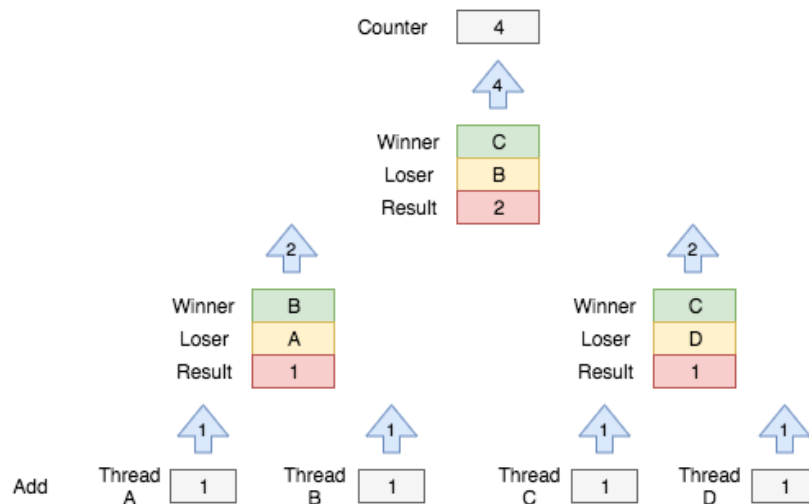 Counter 4
4
Winner C
Loser B
Result 2
2 2
Winner B Winner C
Loser A Loser D
Result 1 Result 1
1 1 1 1
Add Thread A 1 Thread B 1 Thread C 1 Thread D 1